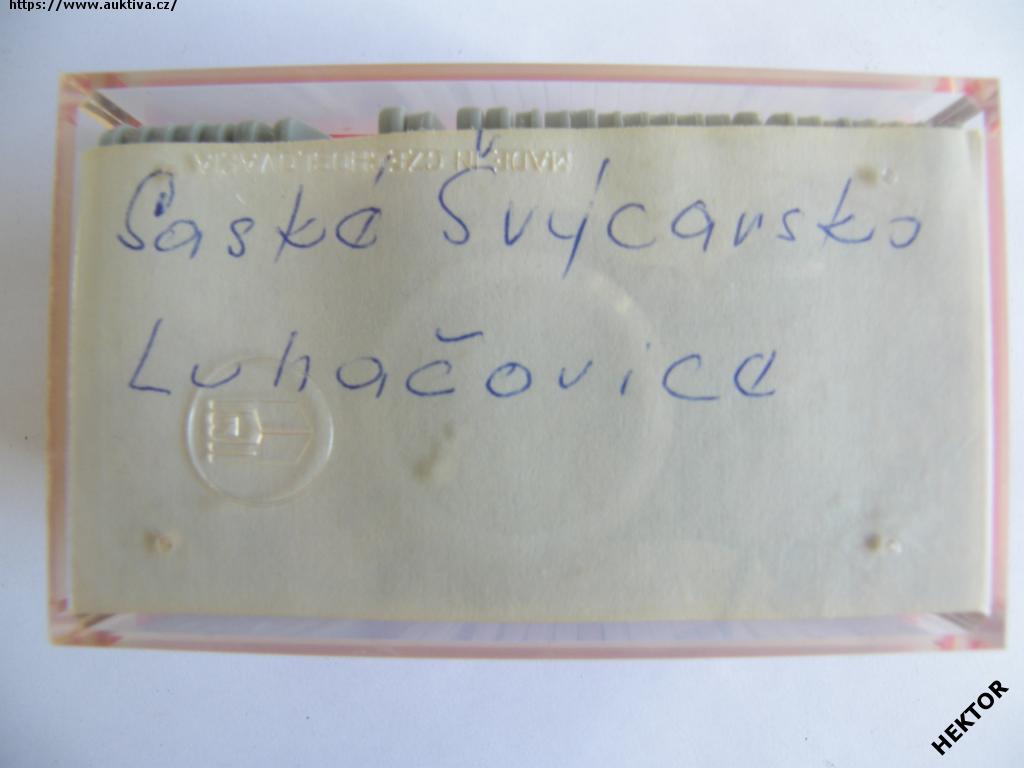 https://www.auktiva.cz/
MADE IN CZECHOSLOVAKIA
Saské Švýcarsko
Luhačovice
HEKTOR